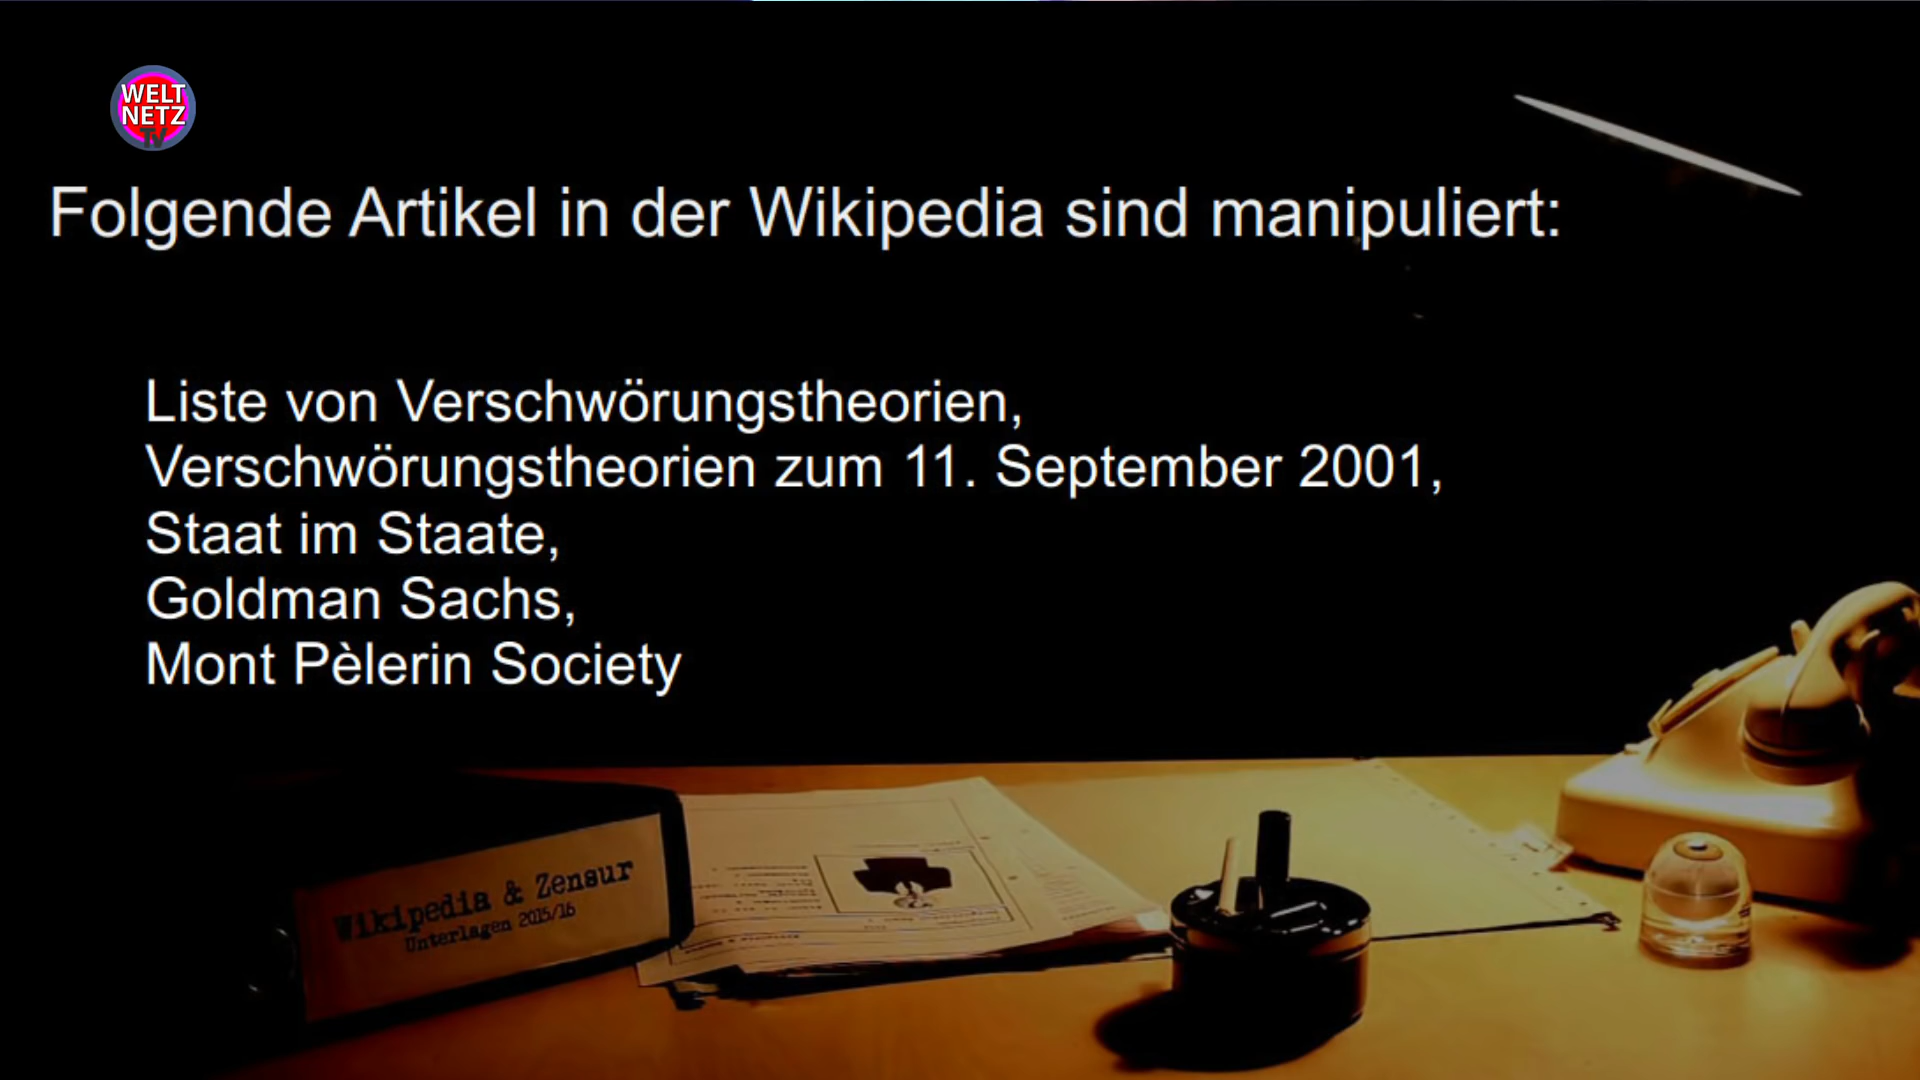 WELT
NETZ
TV
Folgende Artikel in der Wikipedia sind manipuliert:
Liste von Verschwörungstheorien,
Verschwörungstheorien zum 11. September 2001,
Staat im Staate,
Goldman Sachs,
Mont Pèlerin Society
Wikipedia & Zensur
Unterlagen 2015/16